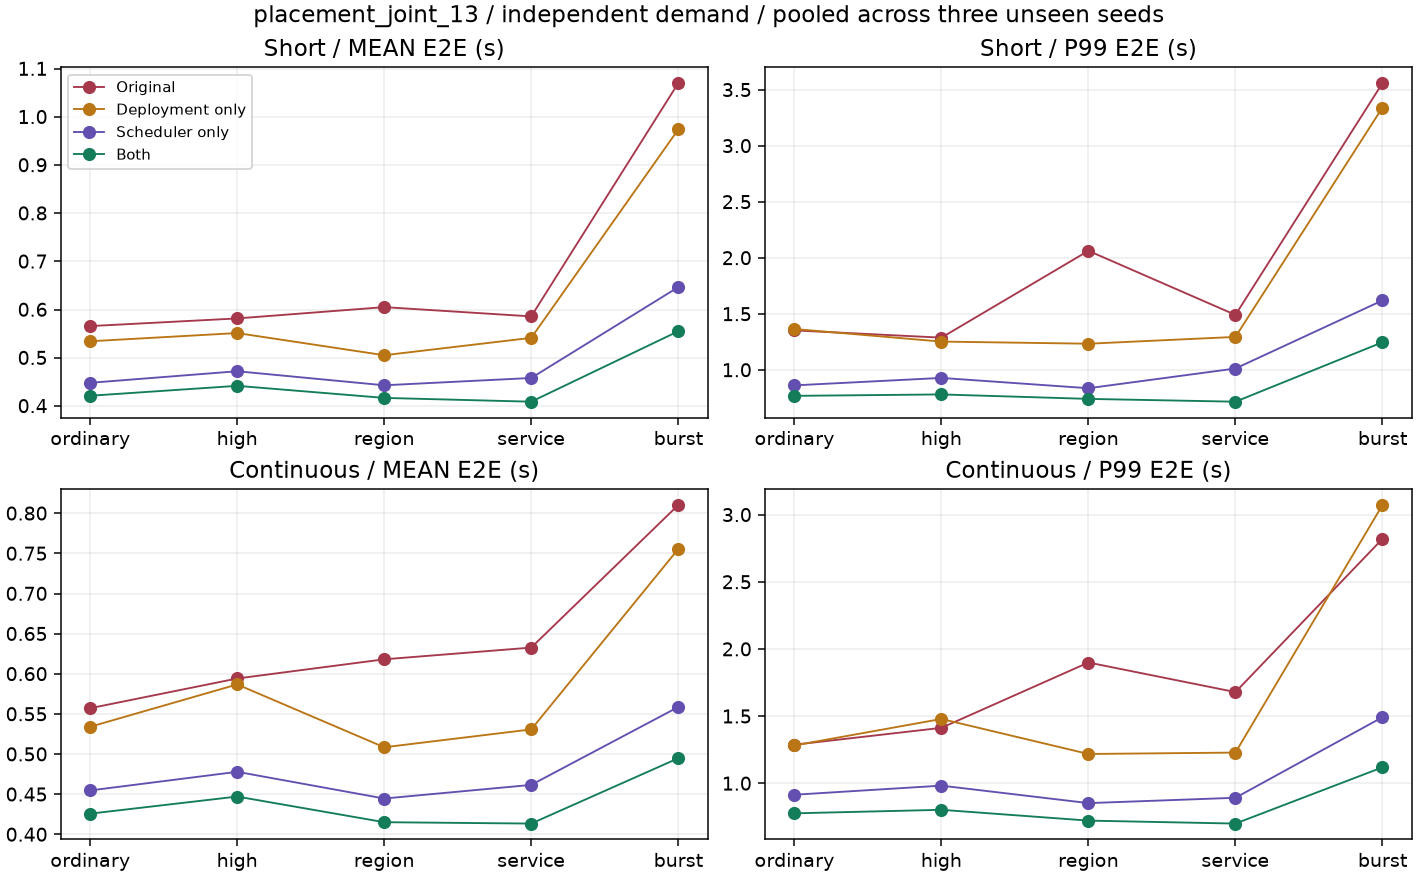 placement_joint_13 / independent demand / pooled across three unseen seeds
Short / MEAN E2E (s)
1.1
1.0
0.9
0.8
0.7
0.6
0.5
0.4
Original
Deployment only
Scheduler only
Both
ordinary high region service burst
Short / P99 E2E (s)
3.5
3.0
2.5
2.0
1.5
1.0
ordinary high region service burst
Continuous / MEAN E2E (s)
0.80
0.75
0.70
0.65
0.60
0.55
0.50
0.45
0.40
ordinary high region service burst
Continuous / P99 E2E (s)
3.0
2.5
2.0
1.5
1.0
ordinary high region service burst